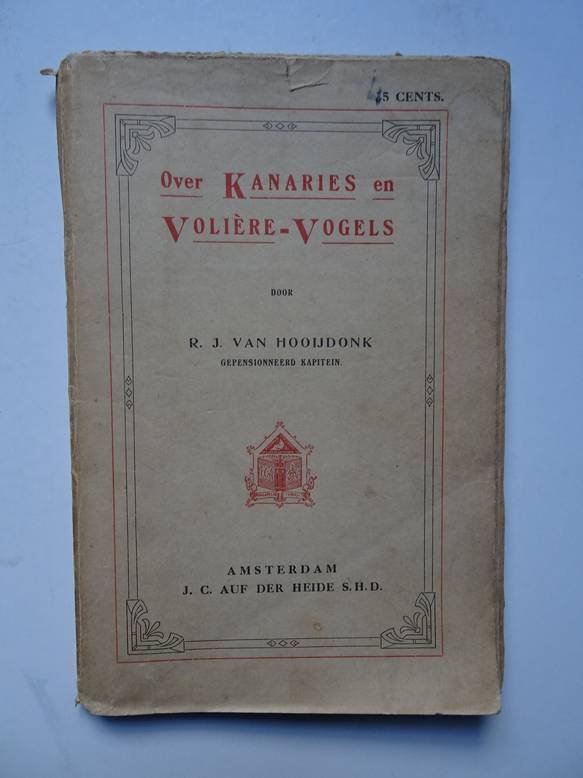 5 CENTS.
Over KANARIES en
VOLIÈRE-VOGELS
DOOR
R. J. VAN HOOIJDONK
GEPENSIONNEERD KAPITEIN.
AMSTERDAM
J. C. AUF DER HEIDE S.H.D.